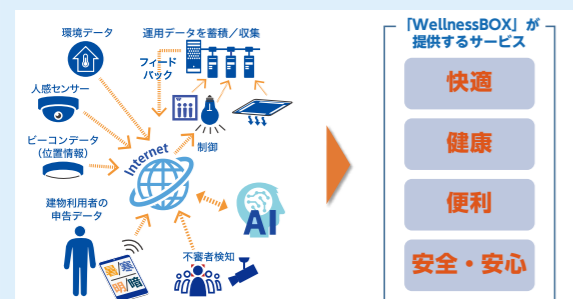 環境データ
運用データを蓄積／収集
フィード
バック
人感センサー
ビーコンデータ
(位置情報)
Internet
制御
建物利用者の
申告データ
暑/寒
明/暗
AI
不審者検知
「WellnessBOX」が
提供するサービス
快適
健康
便利
安全・安心